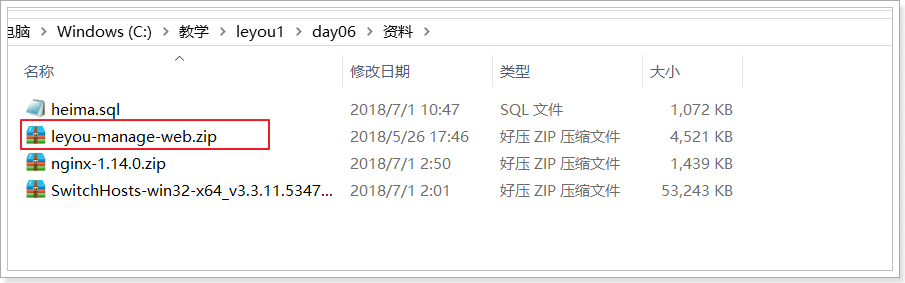 电脑 › Windows (C:) › 教学 › leyou1 › day06 › 资料 ›
名称 修改日期 类型 大小
heima.sql 2018/7/1 10:47 SQL 文件 1,072 KB
leyou-manage-web.zip 2018/5/26 17:46 好压 ZIP 压缩文件 4,521 KB
nginx-1.14.0.zip 2018/7/1 2:50 好压 ZIP 压缩文件 1,439 KB
SwitchHosts-win32-x64_v3.3.11.5347... 2018/7/1 2:01 好压 ZIP 压缩文件 53,243 KB